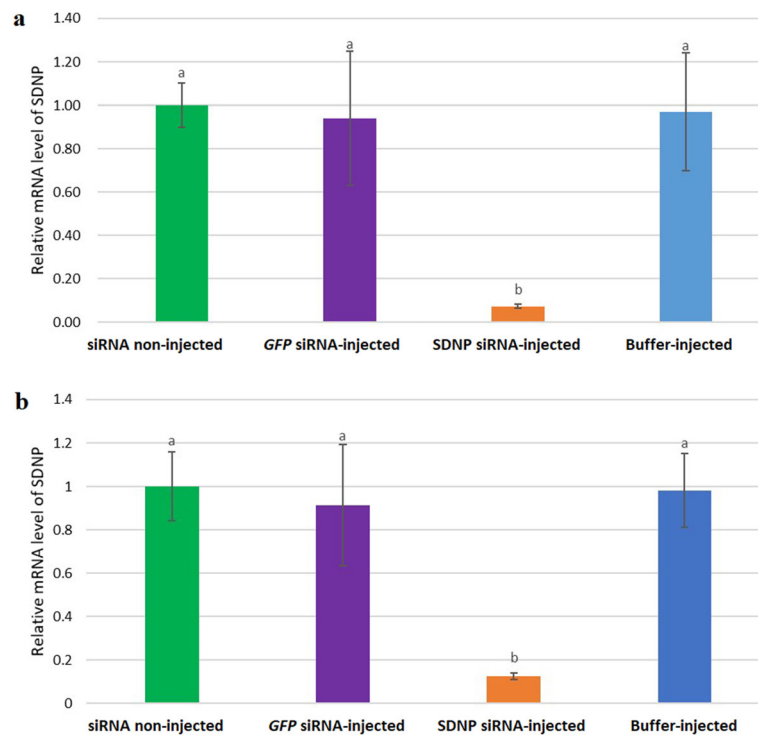 a
Relative mRNA level of SDNP
1.40
1.20
1.00
0.80
0.60
0.40
0.20
0.00
a
a
b
a
siRNA non-injected GFP siRNA-injected SDNP siRNA-injected Buffer-injected
b
Relative mRNA level of SDNP
1.4
1.2
1
0.8
0.6
0.4
0.2
0
a
a
b
a
siRNA non-injected GFP siRNA-injected SDNP siRNA-injected Buffer-injected